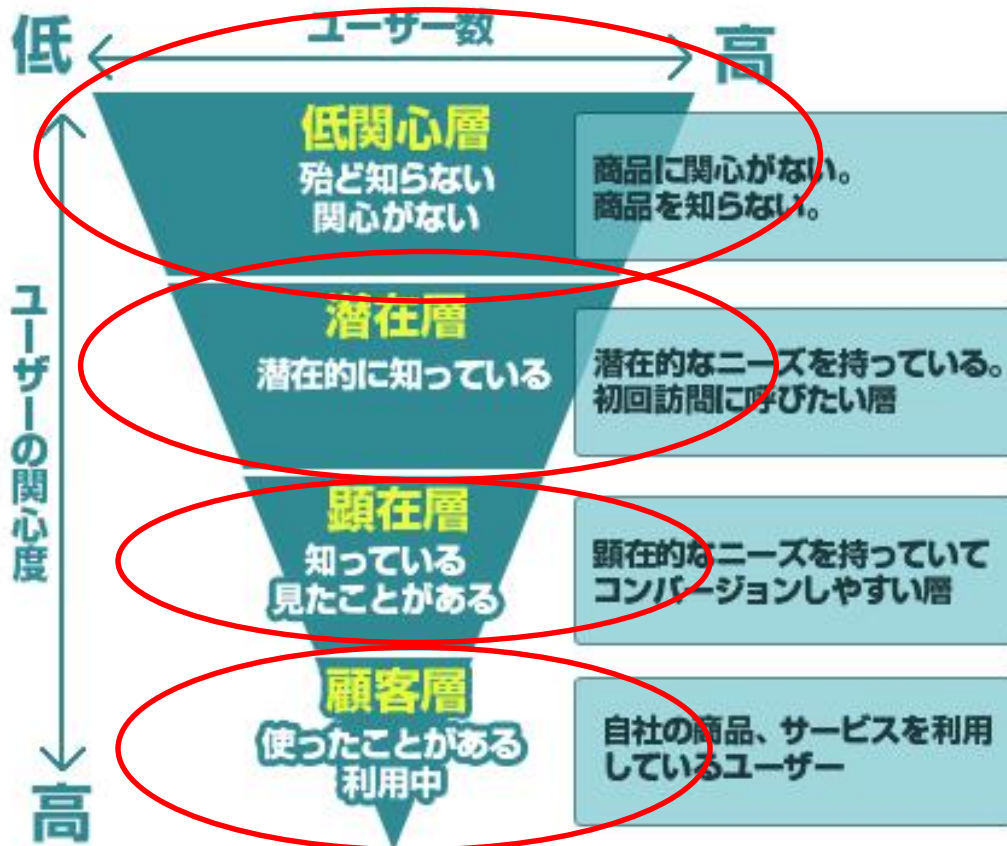 低
ユーザー数
高
低関心層
殆ど知らない
関心がない
商品に関心がない。
商品を知らない。
潜在層
潜在的に知っている
潜在的なニーズを持っている。
初回訪問に呼びたい層
ユーザーの関心度
顕在層
知っている
見たことがある
顕在的なニーズを持っていて
コンバージョンしやすい層
顧客層
使ったことがある
利用中
自社の商品、サービスを利用
しているユーザー
高